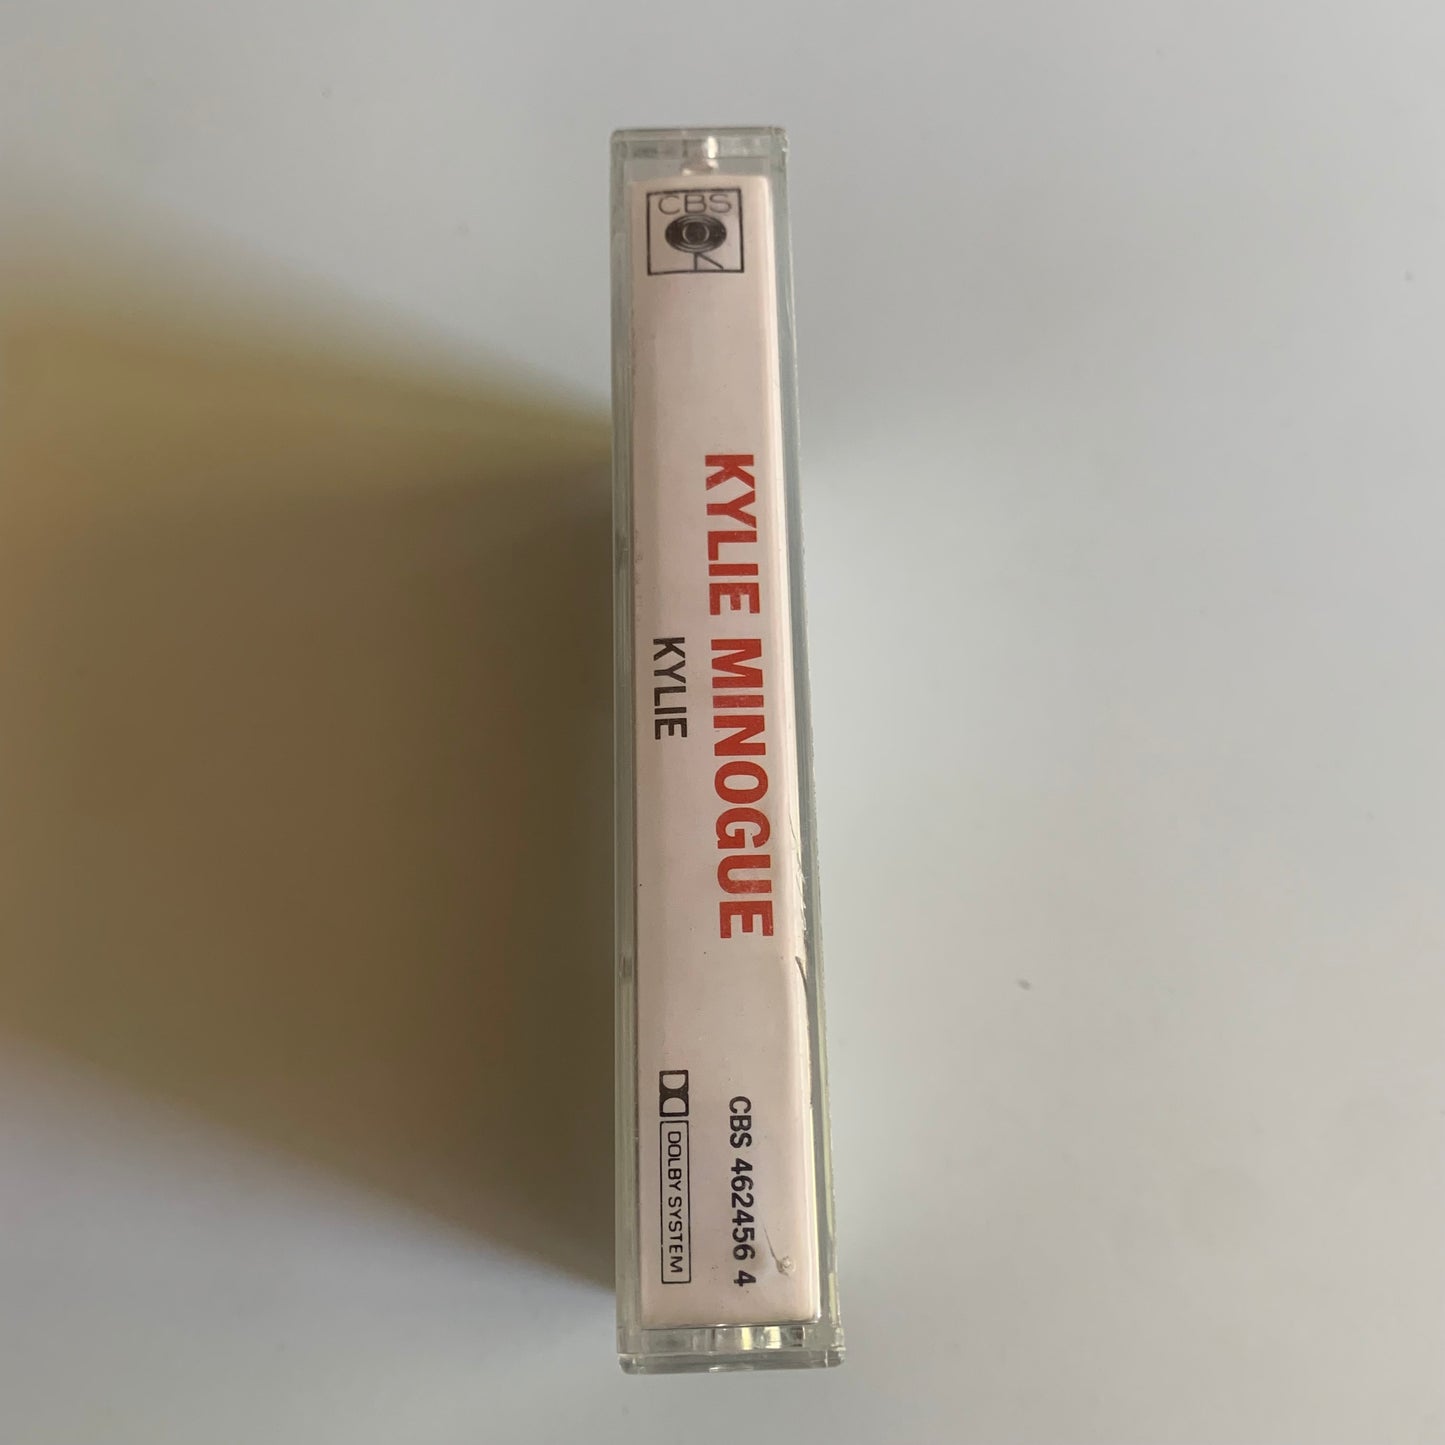 CBS
KYLIE MINOGUE
KYLIE
CBS 462456 4
DOLBY SYSTEM